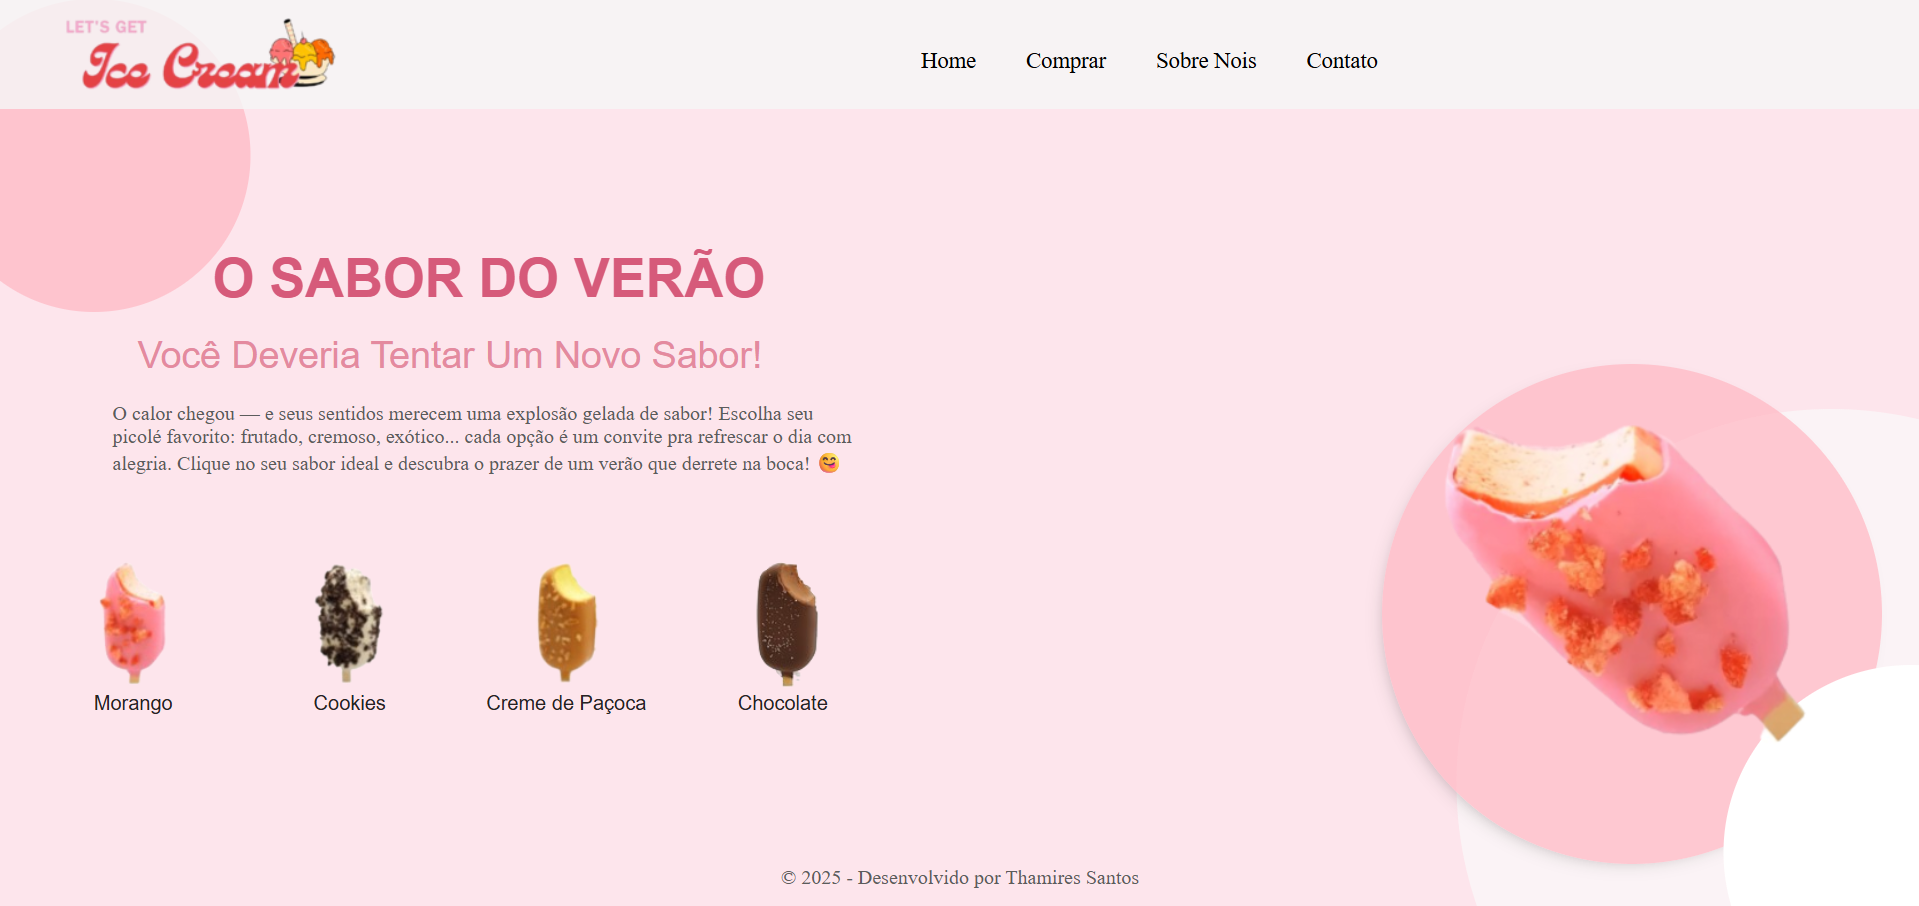 LET'S GET
Ice Cream
Home Comprar Sobre Nois Contato
O SABOR DO VERÃO
Você Deveria Tentar Um Novo Sabor!
O calor chegou — e seus sentidos merecem uma explosão gelada de sabor! Escolha seu
picolé favorito: frutado, cremoso, exótico... cada opção é um convite pra refrescar o dia com
alegria. Clique no seu sabor ideal e descubra o prazer de um verão que derrete na boca! 😋
Morango Cookies Creme de Paçoca Chocolate
© 2025 - Desenvolvido por Thamires Santos